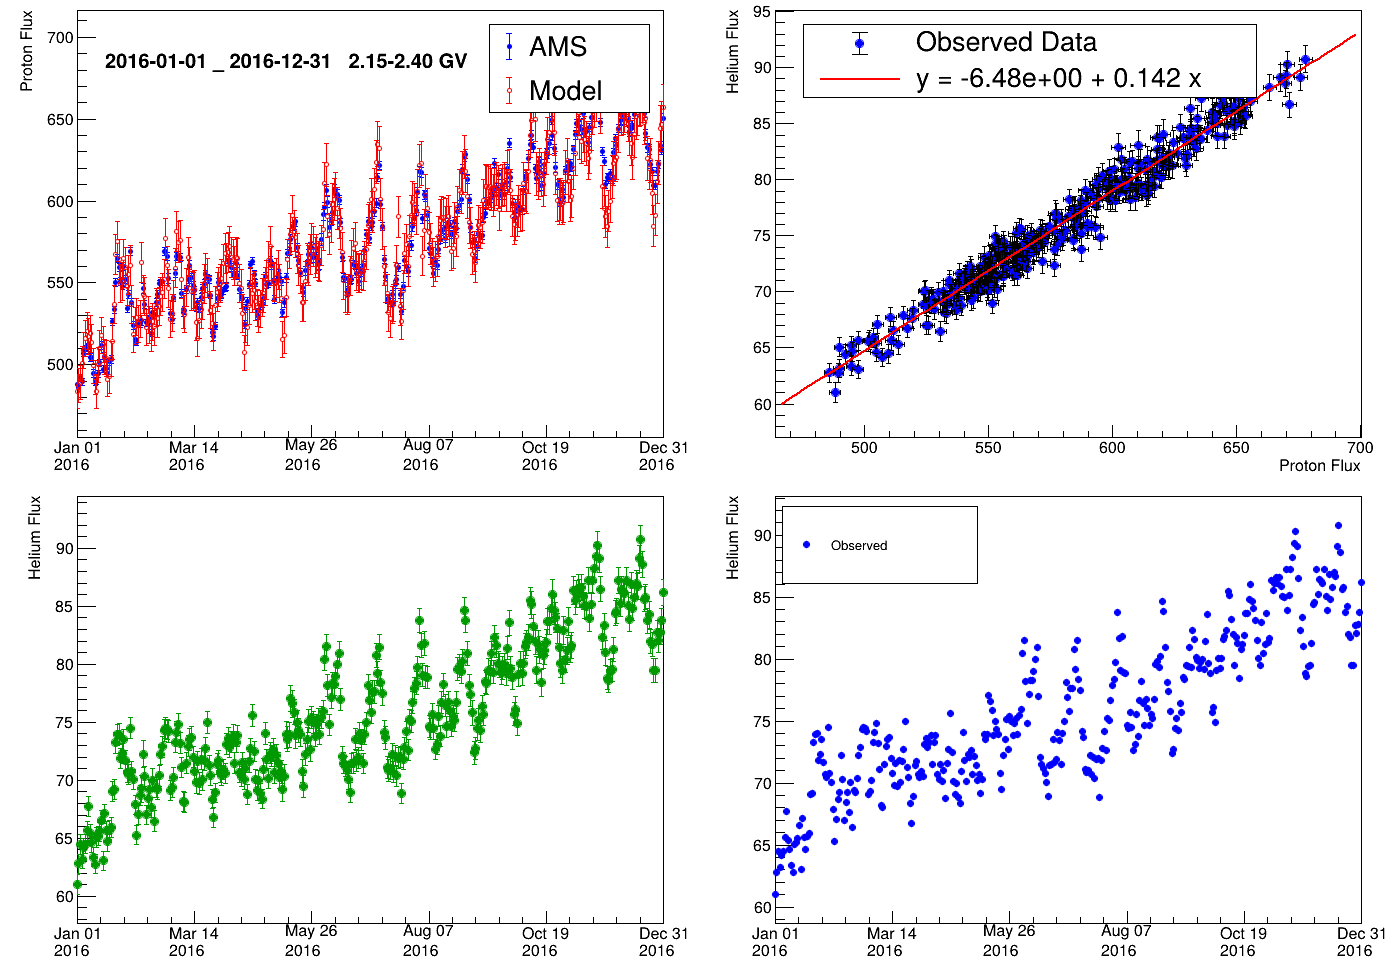 Proton Flux
700
650
600
550
500
2016-01-01 _ 2016-12-31 2.15-2.40 GV
AMS
Model
Jan 01 Mar 14 May 26 Aug 07 Oct 19 Dec 31
2016 2016 2016 2016 2016 2016
Helium Flux
95
90
85
80
75
70
65
60
Observed Data
y = -6.48e+00 + 0.142 x
500 550 600 650 700
Proton Flux
Helium Flux
90
85
80
75
70
65
60
Jan 01 Mar 14 May 26 Aug 07 Oct 19 Dec 31
2016 2016 2016 2016 2016 2016
Helium Flux
90
85
80
75
70
65
60
Observed
Jan 01 Mar 14 May 26 Aug 07 Oct 19 Dec 31
2016 2016 2016 2016 2016 2016